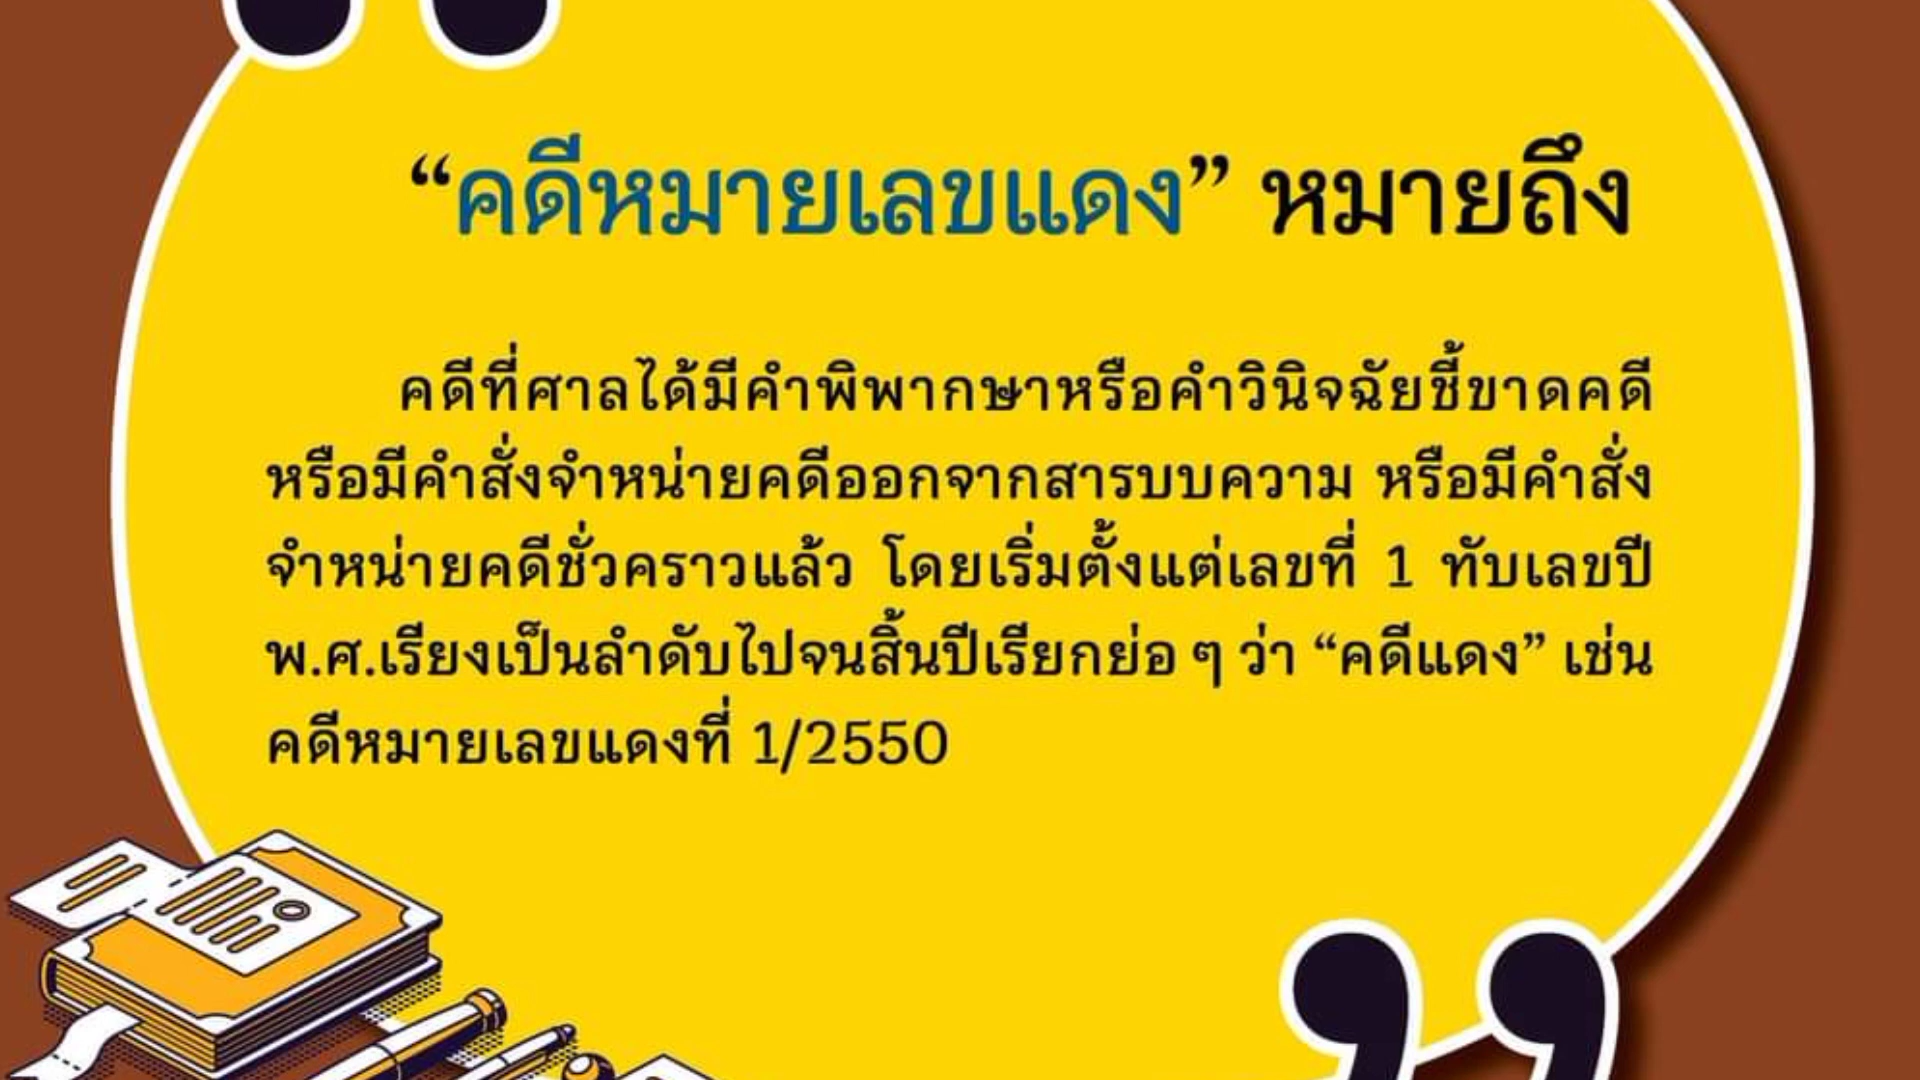 “คดีหมายเลขแดง” หมายถึง
คดีที่ศาลได้มีคำพิพากษาหรือคำวินิจฉัยชี้ขาดคดี
หรือมีคำสั่งจำหน่ายคดีออกจากสารบบความ หรือมีคำสั่ง
จำหน่ายคดีชั่วคราวแล้ว โดยเริ่มตั้งแต่เลขที่ 1 ทับเลขปี
พ.ศ.เรียงเป็นลำดับไปจนสิ้นปีเรียกย่อ ๆ ว่า “คดีแดง” เช่น
คดีหมายเลขแดงที่ 1/2550